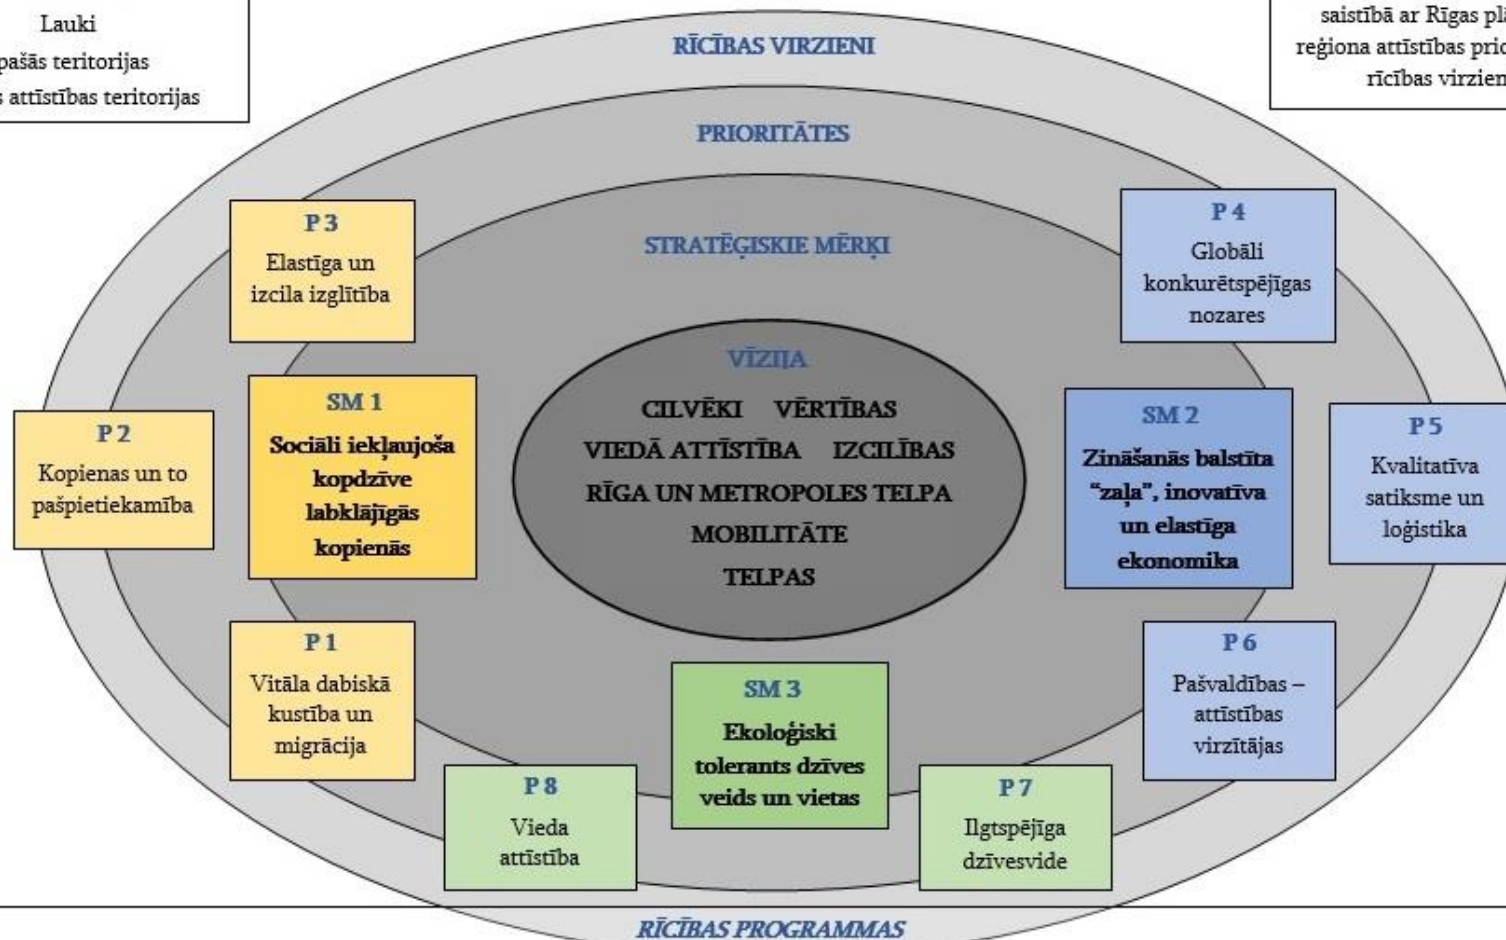 Lauki
teritorijas
attīstības teritorijas
saistībā ar Rīgas
reģiona attīstības
rīcības
RĪCĪBAS VIRZIENI
PRIORITĀTES
STRATĒĢISKIE MĒRĶI
VĪZIJA
CILVĒKI VĒRTĪBAS
VIEDĀ ATTĪSTĪBA IZCILĪBAS
RĪGA UN METROPOLES TELPA
MOBILITĀTE
TELPAS
P 3
Elastīga un
izcila izglītība
P 4
Globāli
konkurētspējīgas
nozares
P 2
Kopienas un to
pašpietiekamība
SM 1
Sociāli iekļaujoša
kopdzīve
labklājīgās
kopienās
SM 2
Zināšanās balstīta
“zaļa”, inovatīva
un elastīga
ekonomika
P 5
Kvalitatīva
satiksme un
loģistika
P 1
Vitāla dabiskā
kustība un
migrācija
SM 3
Ekoloģiski
tolerants dzīves
veids un vietas
P 6
Pašvaldības –
attīstības
virzītājas
P 8
Vieda
attīstība
P 7
Ilgtspējīga
dzīvesvide
RĪCĪBAS PROGRAMMAS